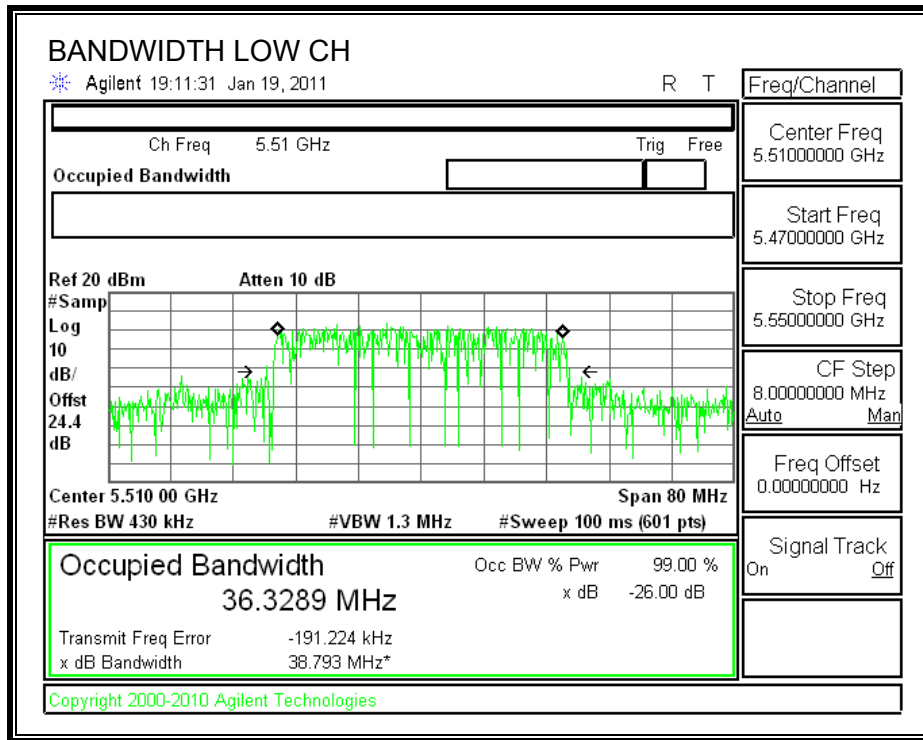 BANDWIDTH LOW CH
Agilent 19:11:31 Jan 19, 2011 R T
Freq/Channel
Ch Freq 5.51 GHz Trig Free
Occupied Bandwidth
Center Freq
5.51000000 GHz
Start Freq
5.47000000 GHz
Stop Freq
5.55000000 GHz
CF Step
8.00000000 MHz
Auto Man
Freq Offset
0.00000000 Hz
Signal Track
On Off
Ref 20 dBm Atten 10 dB
#Samp
Log
10
dB/
Offst
24.4
dB
Center 5.510 00 GHz Span 80 MHz
#Res BW 430 kHz #VBW 1.3 MHz #Sweep 100 ms (601 pts)
Occupied Bandwidth Occ BW % Pwr 99.00 %
36.3289 MHz x dB -26.00 dB
Transmit Freq Error -191.224 kHz
x dB Bandwidth 38.793 MHz*
Copyright 2000-2010 Agilent Technologies